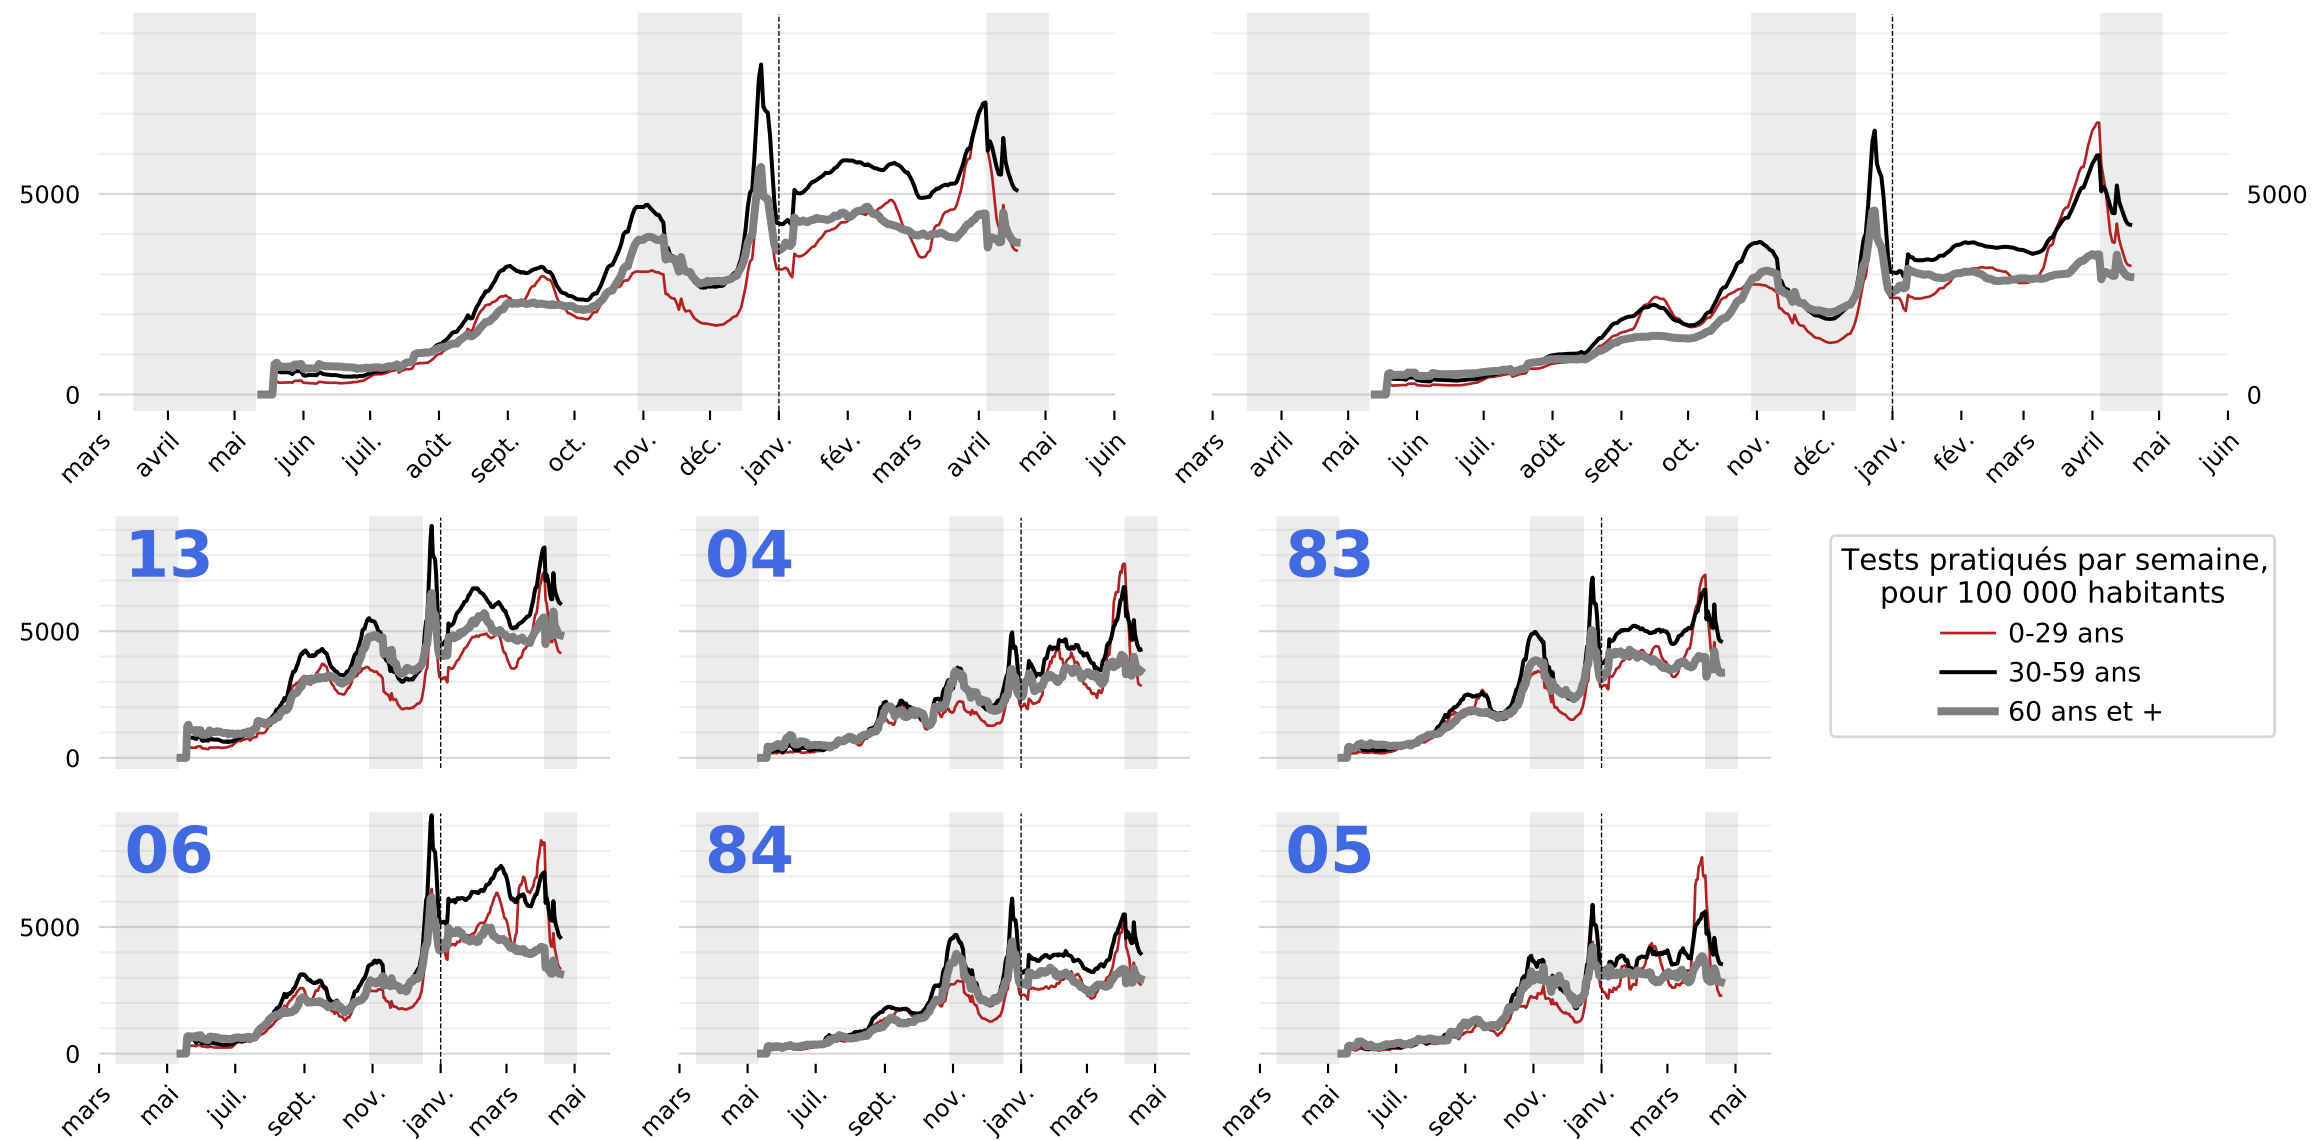 5000
0
mars avril mai juin juil. août sept. oct. nov. déc. janv. fév. mars avril mai juin
5000
0
mars avril mai juin juil. août sept. oct. nov. déc. janv. fév. mars avril mai juin
13
5000
0
04
83
Tests pratiqués par semaine,
pour 100 000 habitants
0-29 ans
30-59 ans
60 ans et +
06
5000
0
mars mai juil. sept. nov. janv. mars mai
84
mars mai juil. sept. nov. janv. mars mai
05
mars mai juil. sept. nov. janv. mars mai